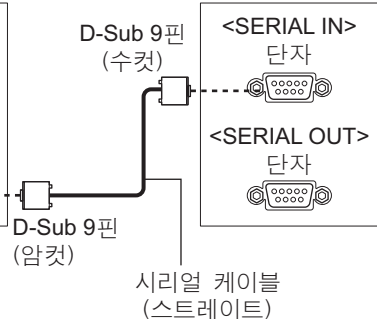 D-Sub 9핀
(수컷)
<SERIAL IN>
단자
<SERIAL OUT>
단자
D-Sub 9핀
(암컷)
시리얼 케이블
(스트레이트)